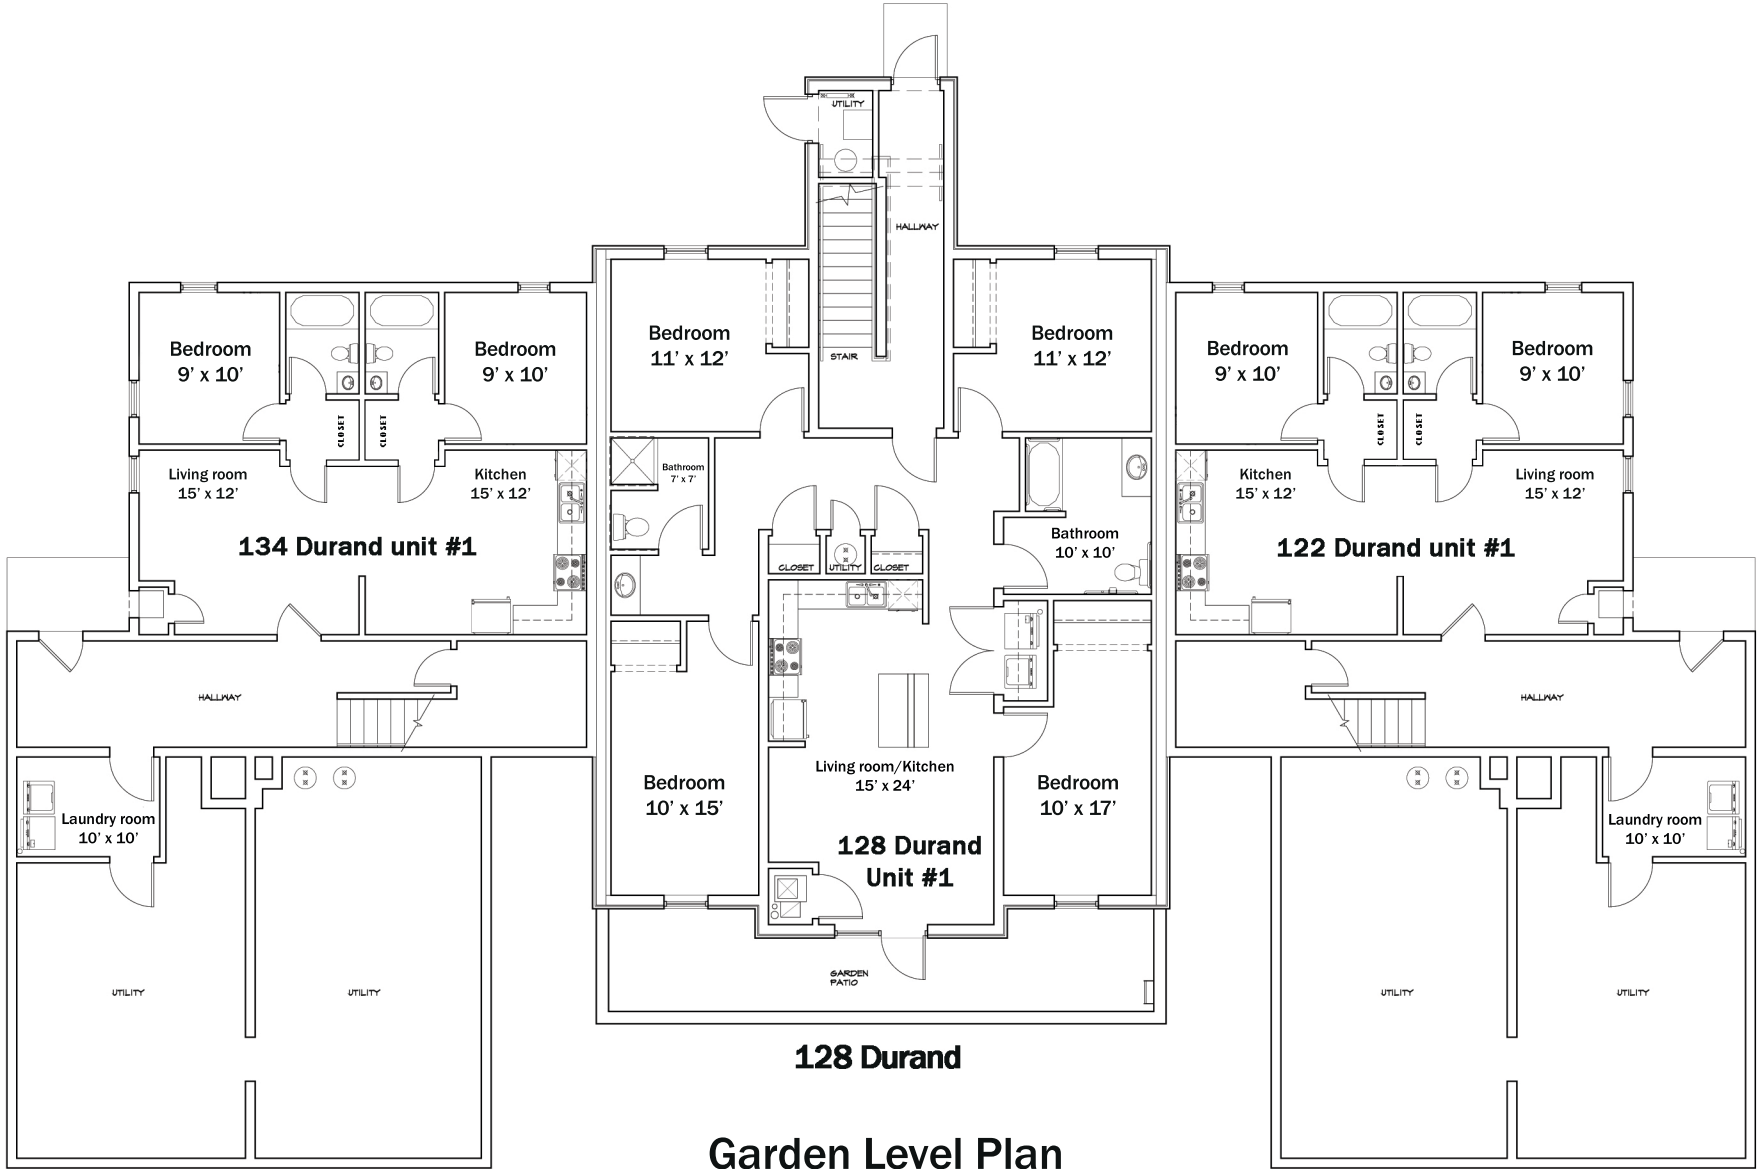 UTILITY
HALLWAY
STAIR
Bedroom
11' x 12'
Bedroom
11' x 12'
Bedroom
9' x 10'
Bedroom
9' x 10'
Bedroom
9' x 10'
Bedroom
9' x 10'
CLOSET
CLOSET
CLOSET
CLOSET
Living room
15' x 12'
Kitchen
15' x 12'
Bathroom
7' x 7'
Kitchen
15' x 12'
Living room
15' x 12'
134 Durand unit #1
Bathroom
10' x 10'
122 Durand unit #1
CLOSET
UTILITY
CLOSET
HALLWAY
HALLWAY
Living room/Kitchen
15' x 24'
Bedroom
10' x 15'
Bedroom
10' x 17'
Laundry room
10' x 10'
Laundry room
10' x 10'
128 Durand
Unit #1
GARDEN
PATIO
UTILITY
UTILITY
UTILITY
UTILITY
128 Durand
Garden Level Plan